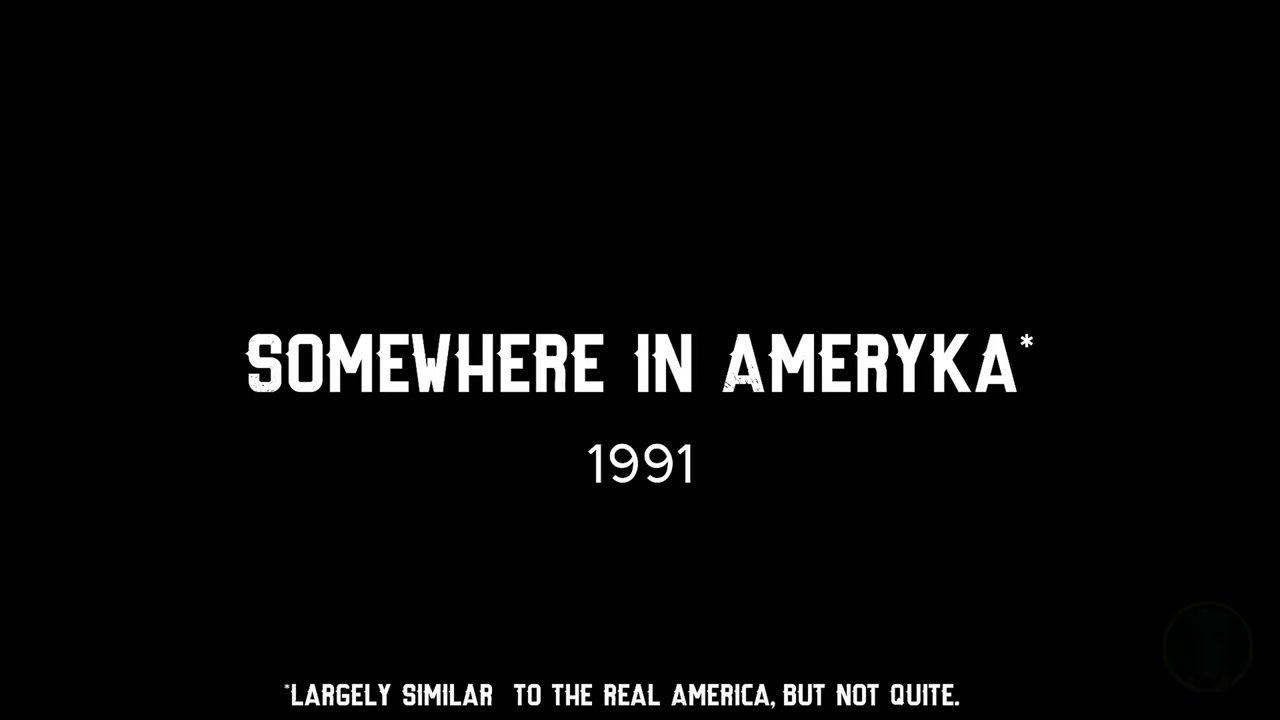 SOMEWHERE IN AMERYKA*
1991
*LARGELY SIMILAR TO THE REAL AMERICA, BUT NOT QUITE.